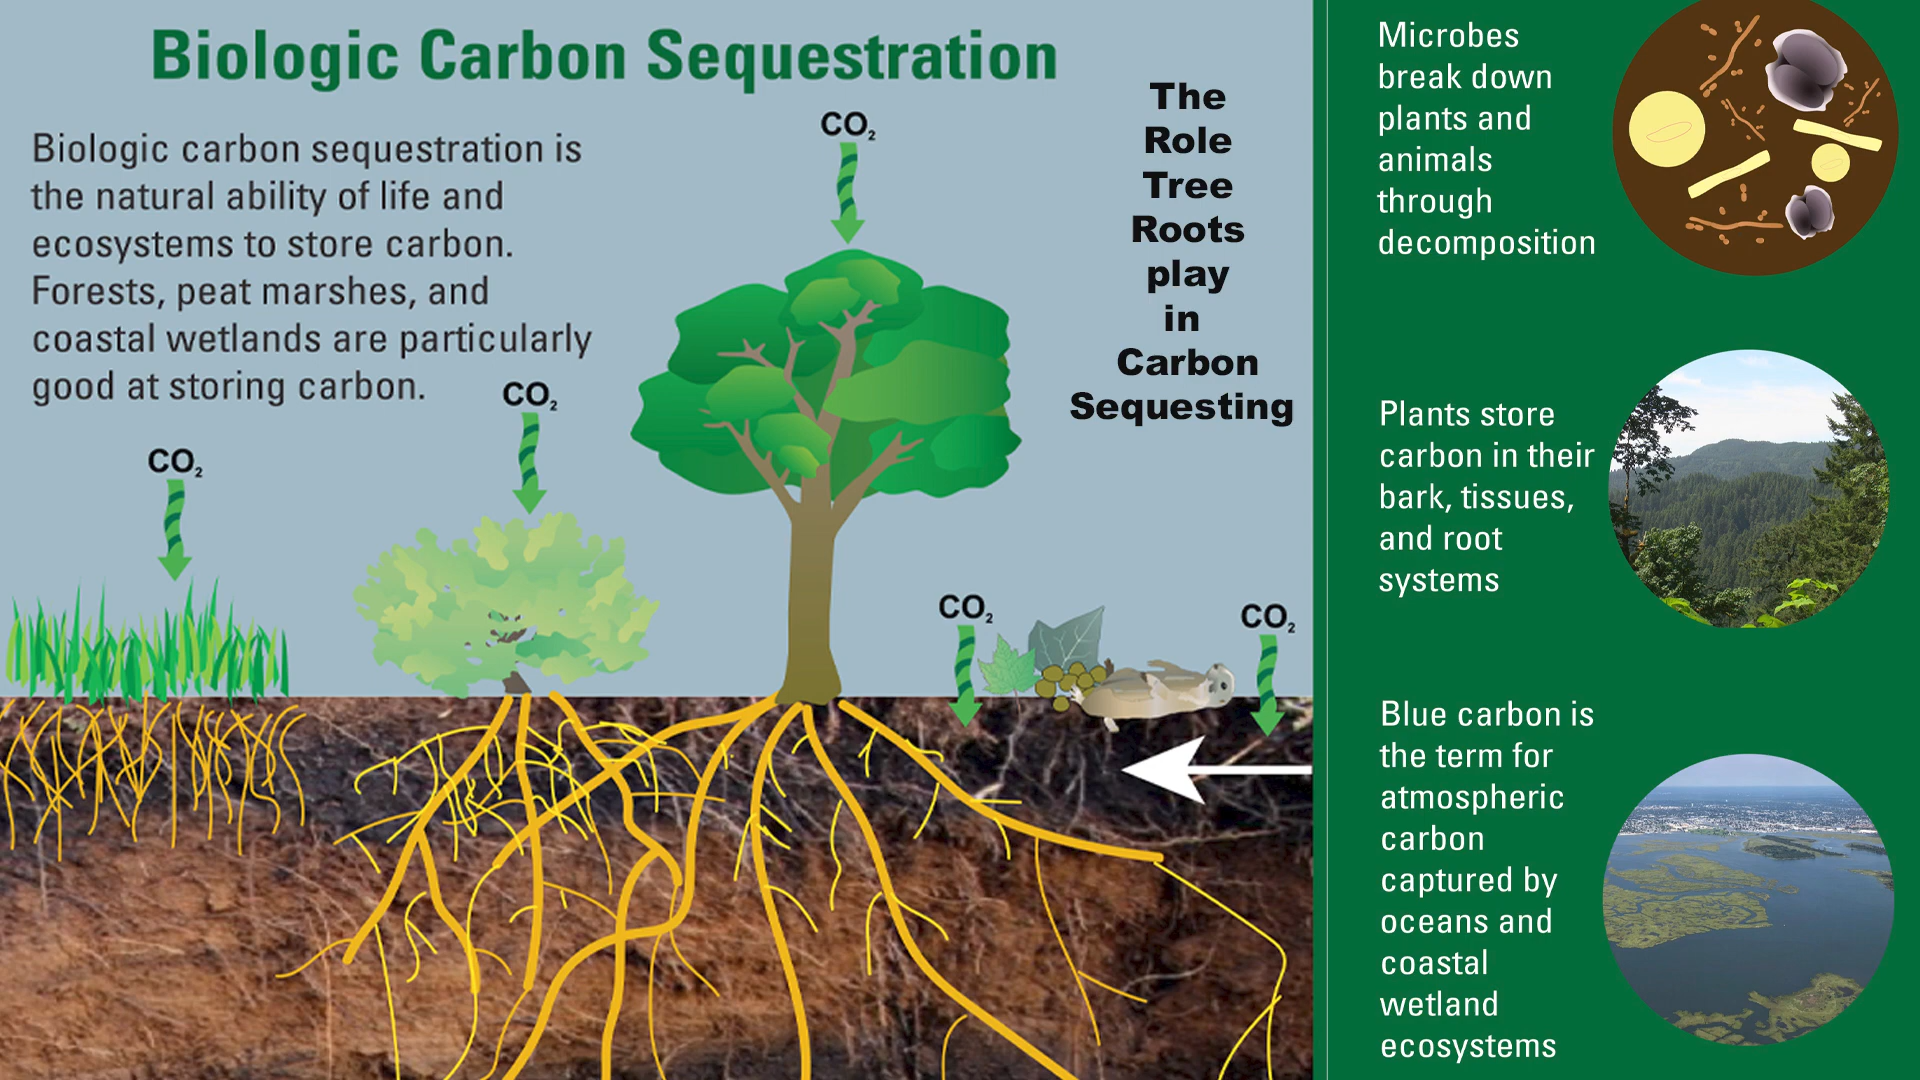 Biologic Carbon Sequestration
Biologic carbon sequestration is
the natural ability of life and
ecosystems to store carbon.
Forests, peat marshes, and
coastal wetlands are particularly
good at storing carbon.
The
Role
Tree
Roots
play
in
Carbon
Sequesting
CO₂
CO₂
CO₂
CO₂
CO₂
Microbes
break down
plants and
animals
through
decomposition
Plants store
carbon in their
bark, tissues,
and root
systems
Blue carbon is
the term for
atmospheric
carbon
captured by
oceans and
coastal
wetland
ecosystems